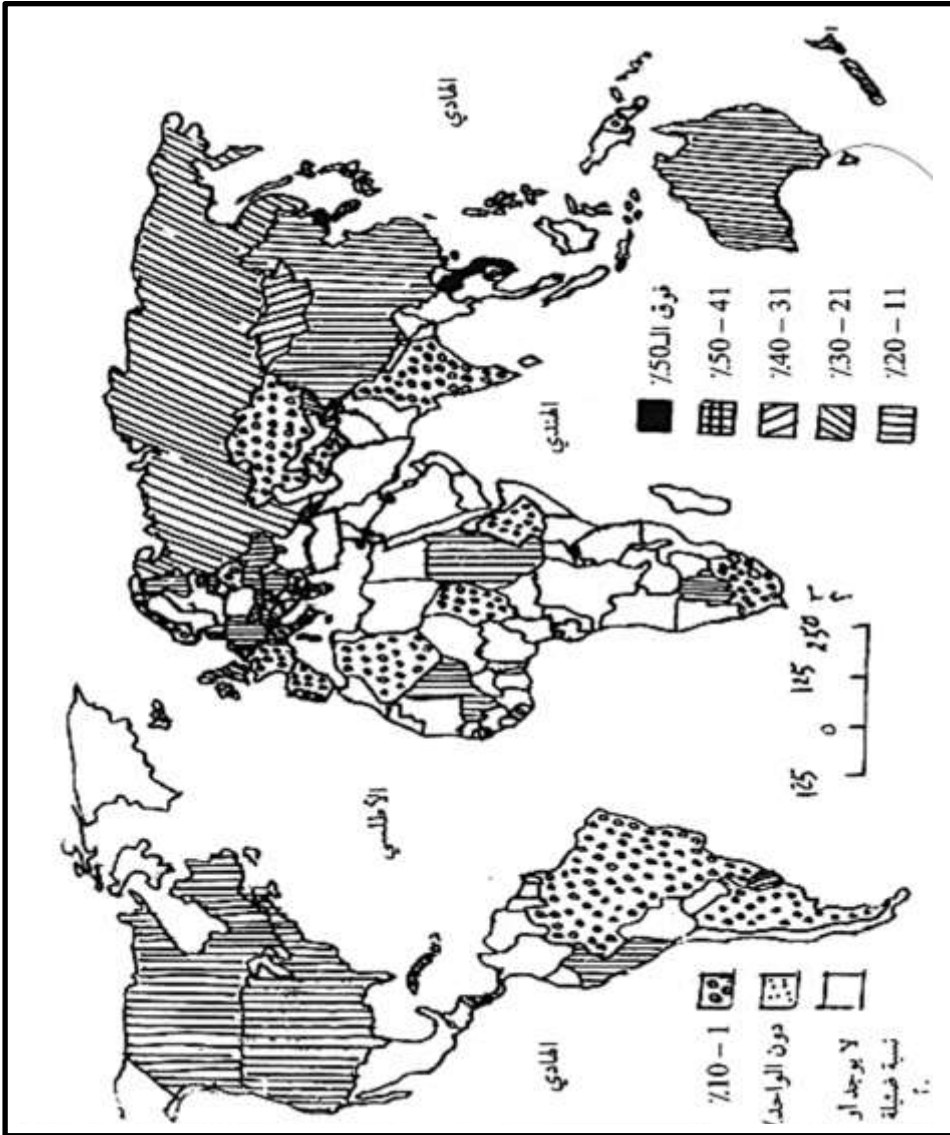 الهادي
الأطلسي
الهندي
الهادي
فوق الـ50٪
٪50 – 41
٪40 – 31
٪30 – 21
٪20 – 11
٪10 – 1
دون الواحد٪
لا يوجد أو
نسبة ضئيلة
125 0 125 250